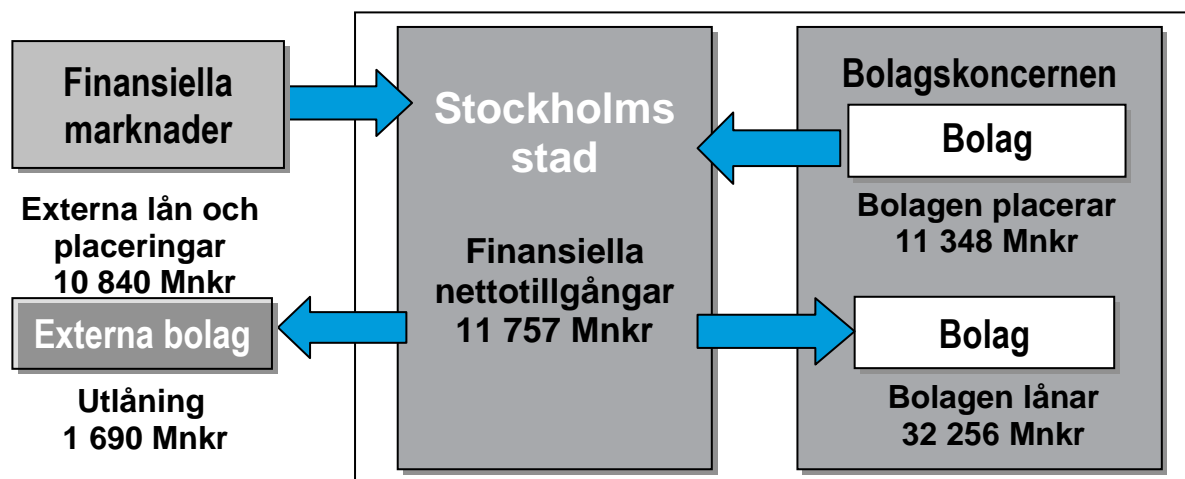 Finansiella
marknader
Externa lån och
placeringar
10 840 Mnkr
Externa bolag
Utlåning
1 690 Mnkr
Stockholms
stad
Finansiella
nettotillgångar
11 757 Mnkr
Bolagskoncernen
Bolag
Bolagen placerar
11 348 Mnkr
Bolag
Bolagen lånar
32 256 Mnkr